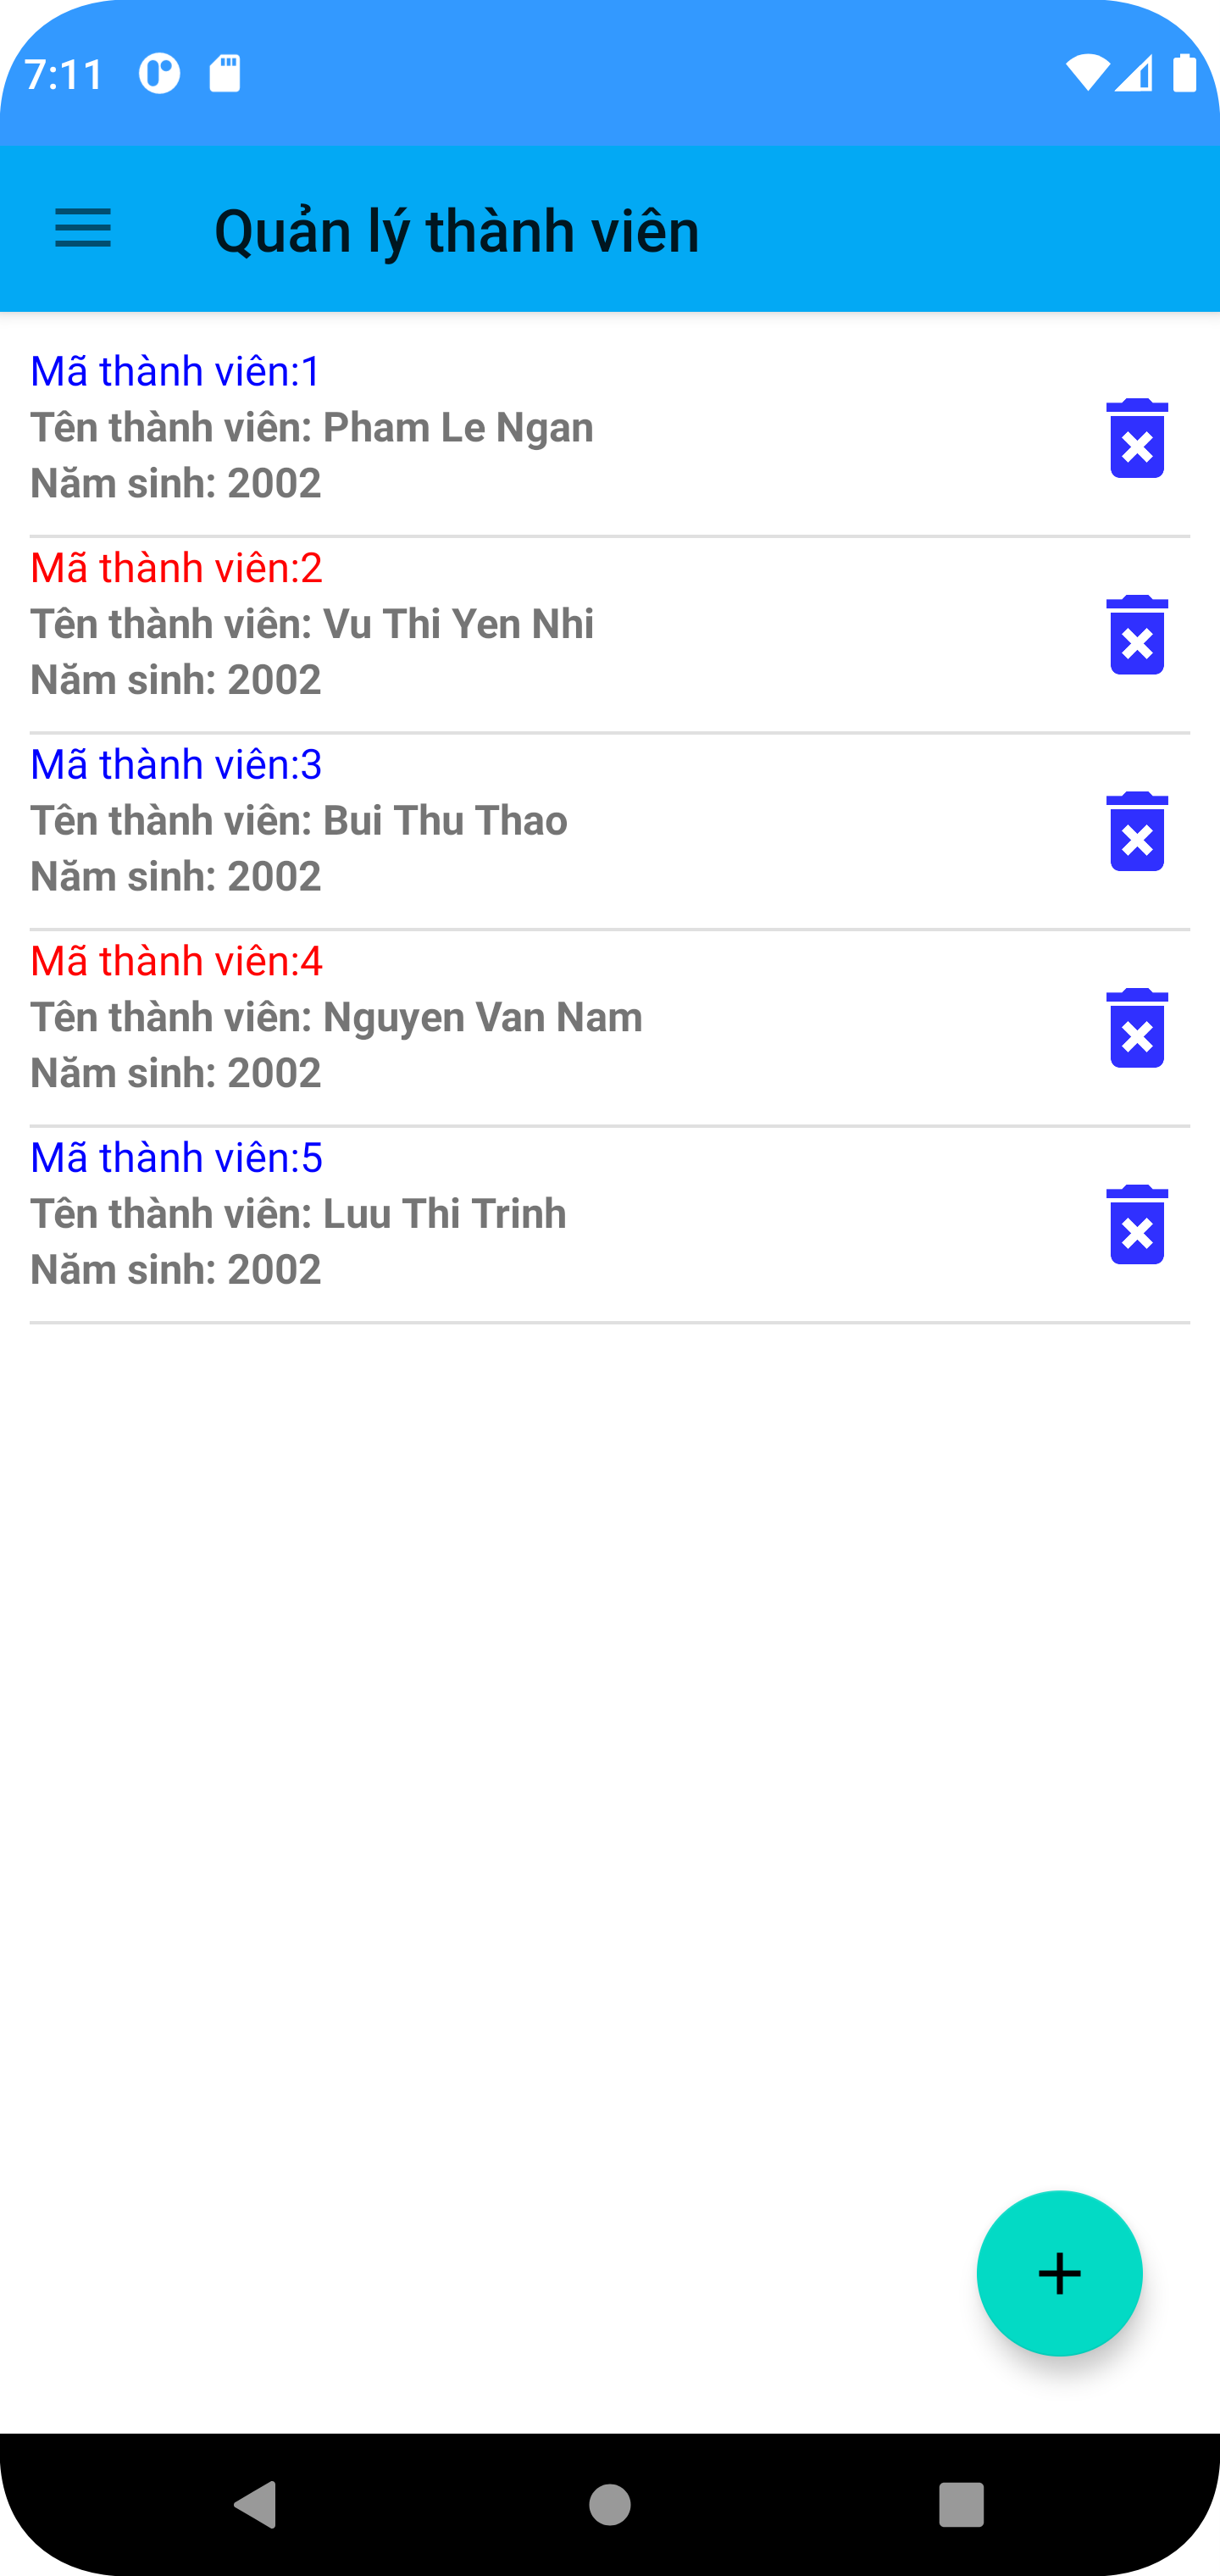 7:11
Quản lý thành viên
Mã thành viên:1
Tên thành viên: Pham Le Ngan
Năm sinh: 2002
Mã thành viên:2
Tên thành viên: Vu Thi Yen Nhi
Năm sinh: 2002
Mã thành viên:3
Tên thành viên: Bui Thu Thao
Năm sinh: 2002
Mã thành viên:4
Tên thành viên: Nguyen Van Nam
Năm sinh: 2002
Mã thành viên:5
Tên thành viên: Luu Thi Trinh
Năm sinh: 2002